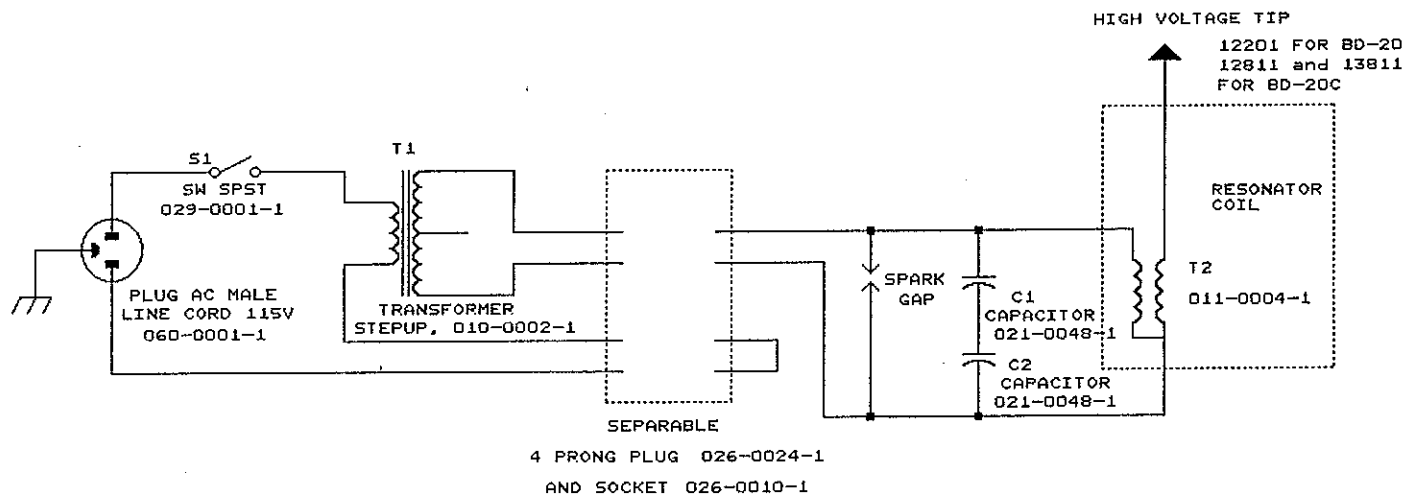 HIGH VOLTAGE TIP
12201 FOR BD-20
12811 and 13811
FOR BD-20C
T1
S1
SW SPST
029-0001-1
RESONATOR
COIL
PLUG AC MALE
LINE CORD 115V
060-0001-1
TRANSFORMER
STEPUP, 010-0002-1
SPARK
GAP
C1
CAPACITOR
021-0048-1
T2
011-0004-1
C2
CAPACITOR
021-0048-1
SEPARABLE
4 PRONG PLUG 026-0024-1
AND SOCKET 026-0010-1